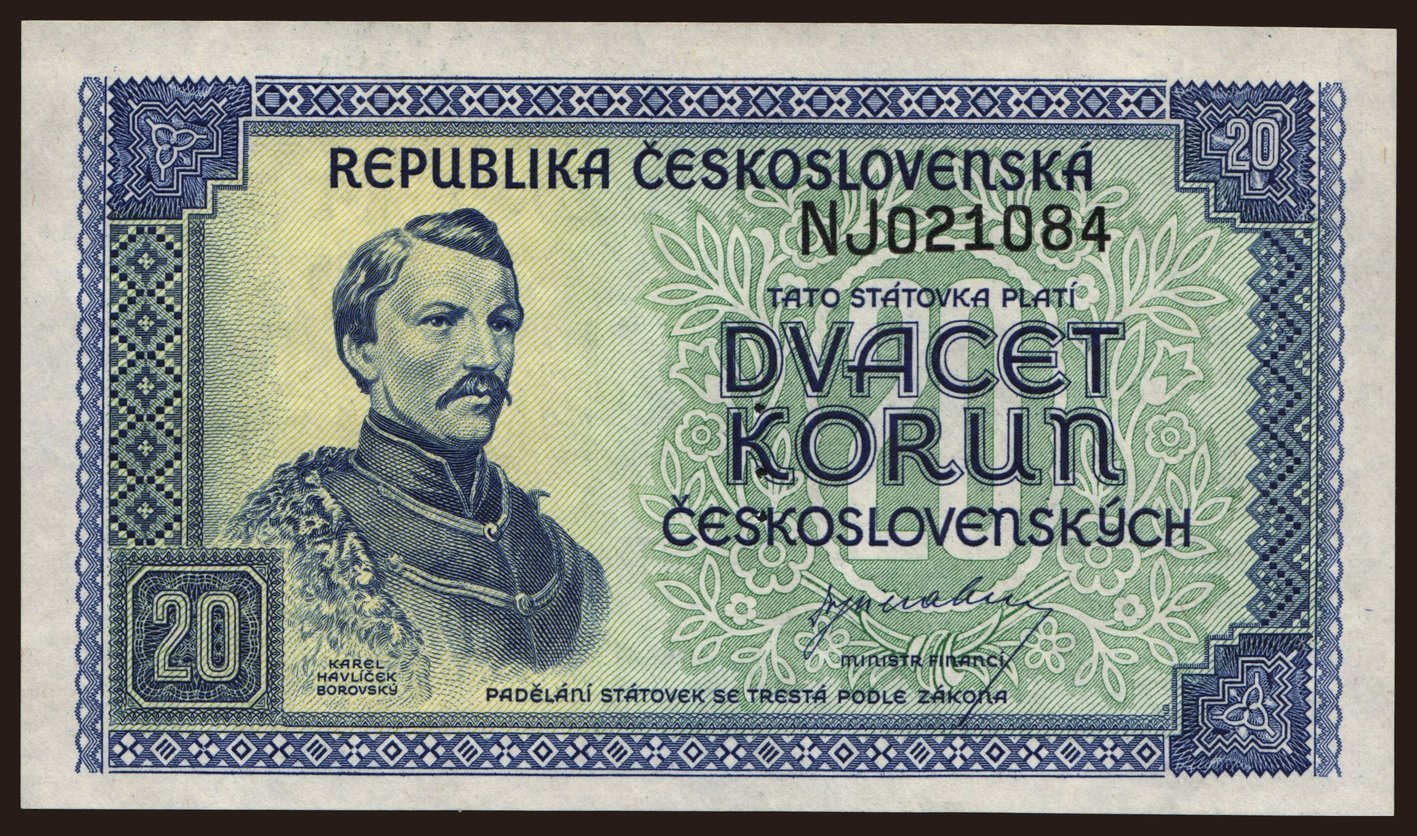 REPUBLIKA ČESKOSLOVENSKÁ
20
NJ021084
TATO STÁTOVKA PLATÍ
DVACET
KORUN
ČESKOSLOVENSKÝCH
20
20
KAREL
HAVLÍČEK
BOROVSKÝ
MINISTR FINANCÍ
PADĚLÁNÍ STÁTOVEK SE TRESTÁ PODLE ZÁKONA